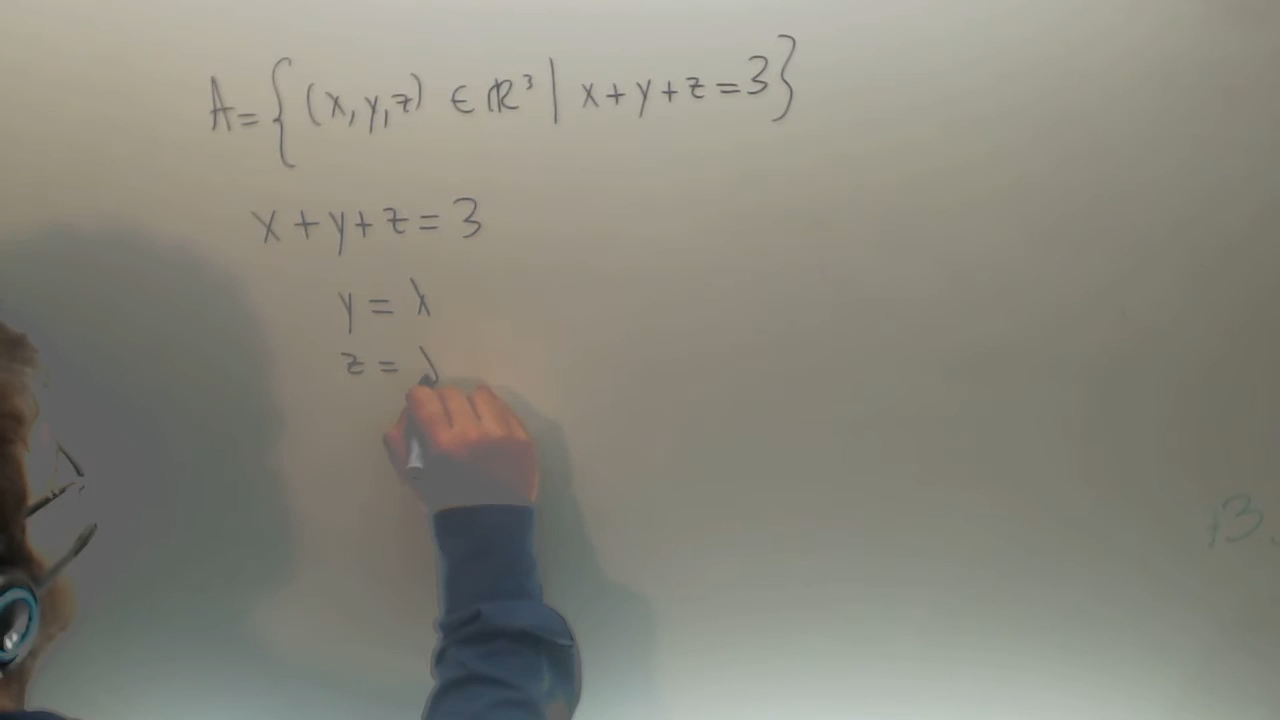 A = { (x, y, z) ∈ ℝ³ | x + y + z = 3 }
x + y + z = 3
y = λ
z = λ